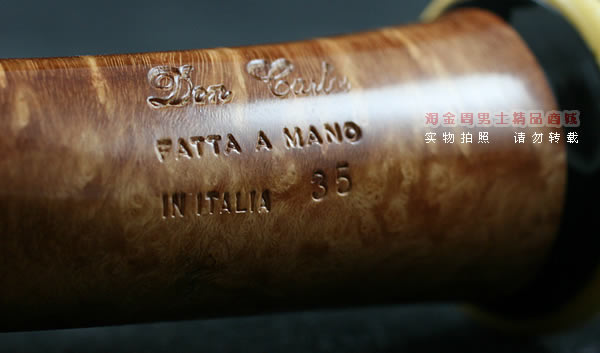 Don Carlos
FATTA A MANO
IN ITALIA 35
淘金阁男士精品商城
实物拍照 请勿转载